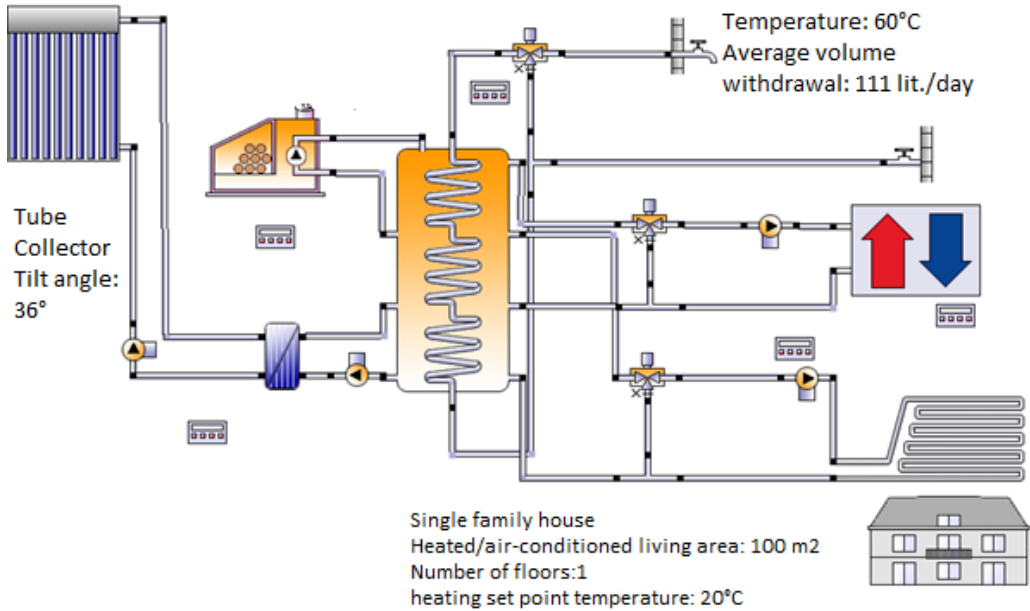 Temperature: 60°C
Average volume
withdrawal: 111 lit./day
Tube
Collector
Tilt angle:
36°
Single family house
Heated/air-conditioned living area: 100 m2
Number of floors:1
heating set point temperature: 20°C